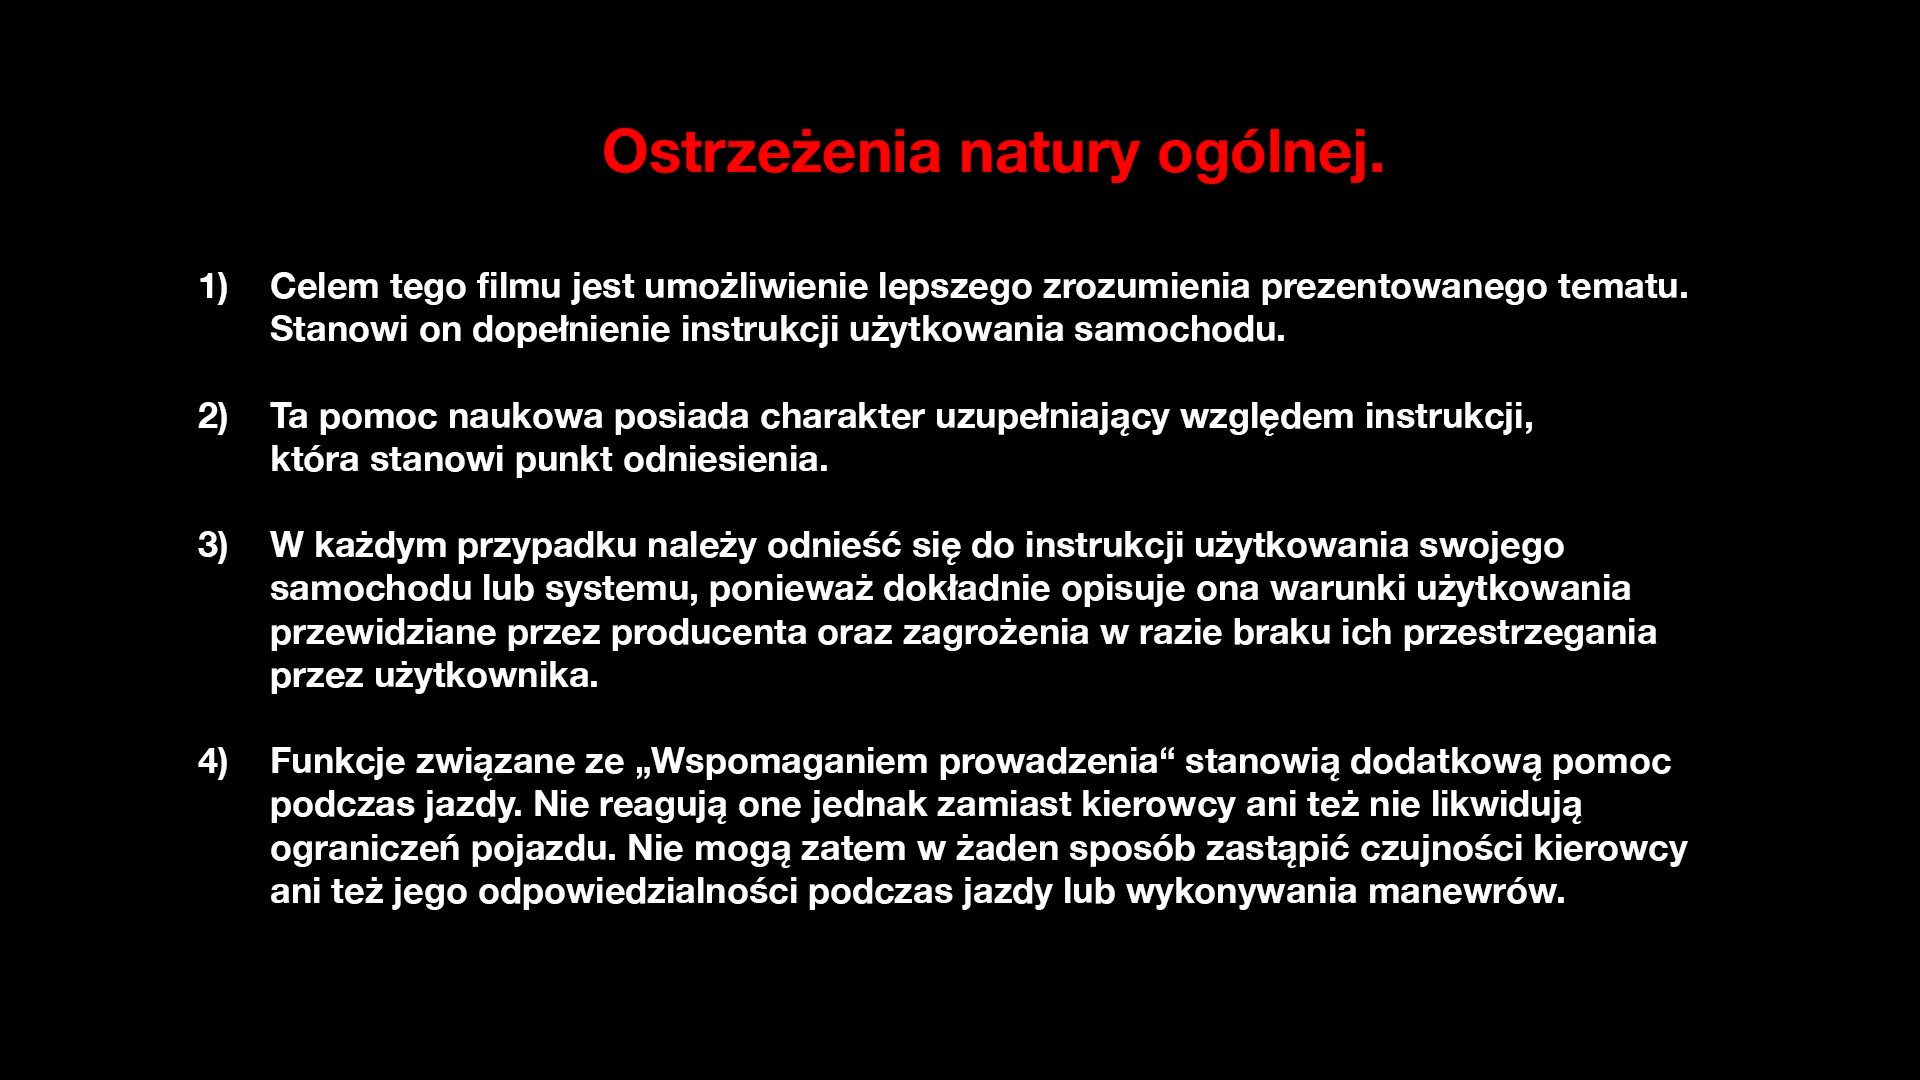 Ostrzeżenia natury ogólnej.
1) Celem tego filmu jest umożliwienie lepszego zrozumienia prezentowanego tematu.
Stanowi on dopełnienie instrukcji użytkowania samochodu.
2) Ta pomoc naukowa posiada charakter uzupełniający względem instrukcji,
która stanowi punkt odniesienia.
3) W każdym przypadku należy odnieść się do instrukcji użytkowania swojego
samochodu lub systemu, ponieważ dokładnie opisuje ona warunki użytkowania
przewidziane przez producenta oraz zagrożenia w razie braku ich przestrzegania
przez użytkownika.
4) Funkcje związane ze „Wspomaganiem prowadzenia“ stanowią dodatkową pomoc
podczas jazdy. Nie reagują one jednak zamiast kierowcy ani też nie likwidują
ograniczeń pojazdu. Nie mogą zatem w żaden sposób zastąpić czujności kierowcy
ani też jego odpowiedzialności podczas jazdy lub wykonywania manewrów.